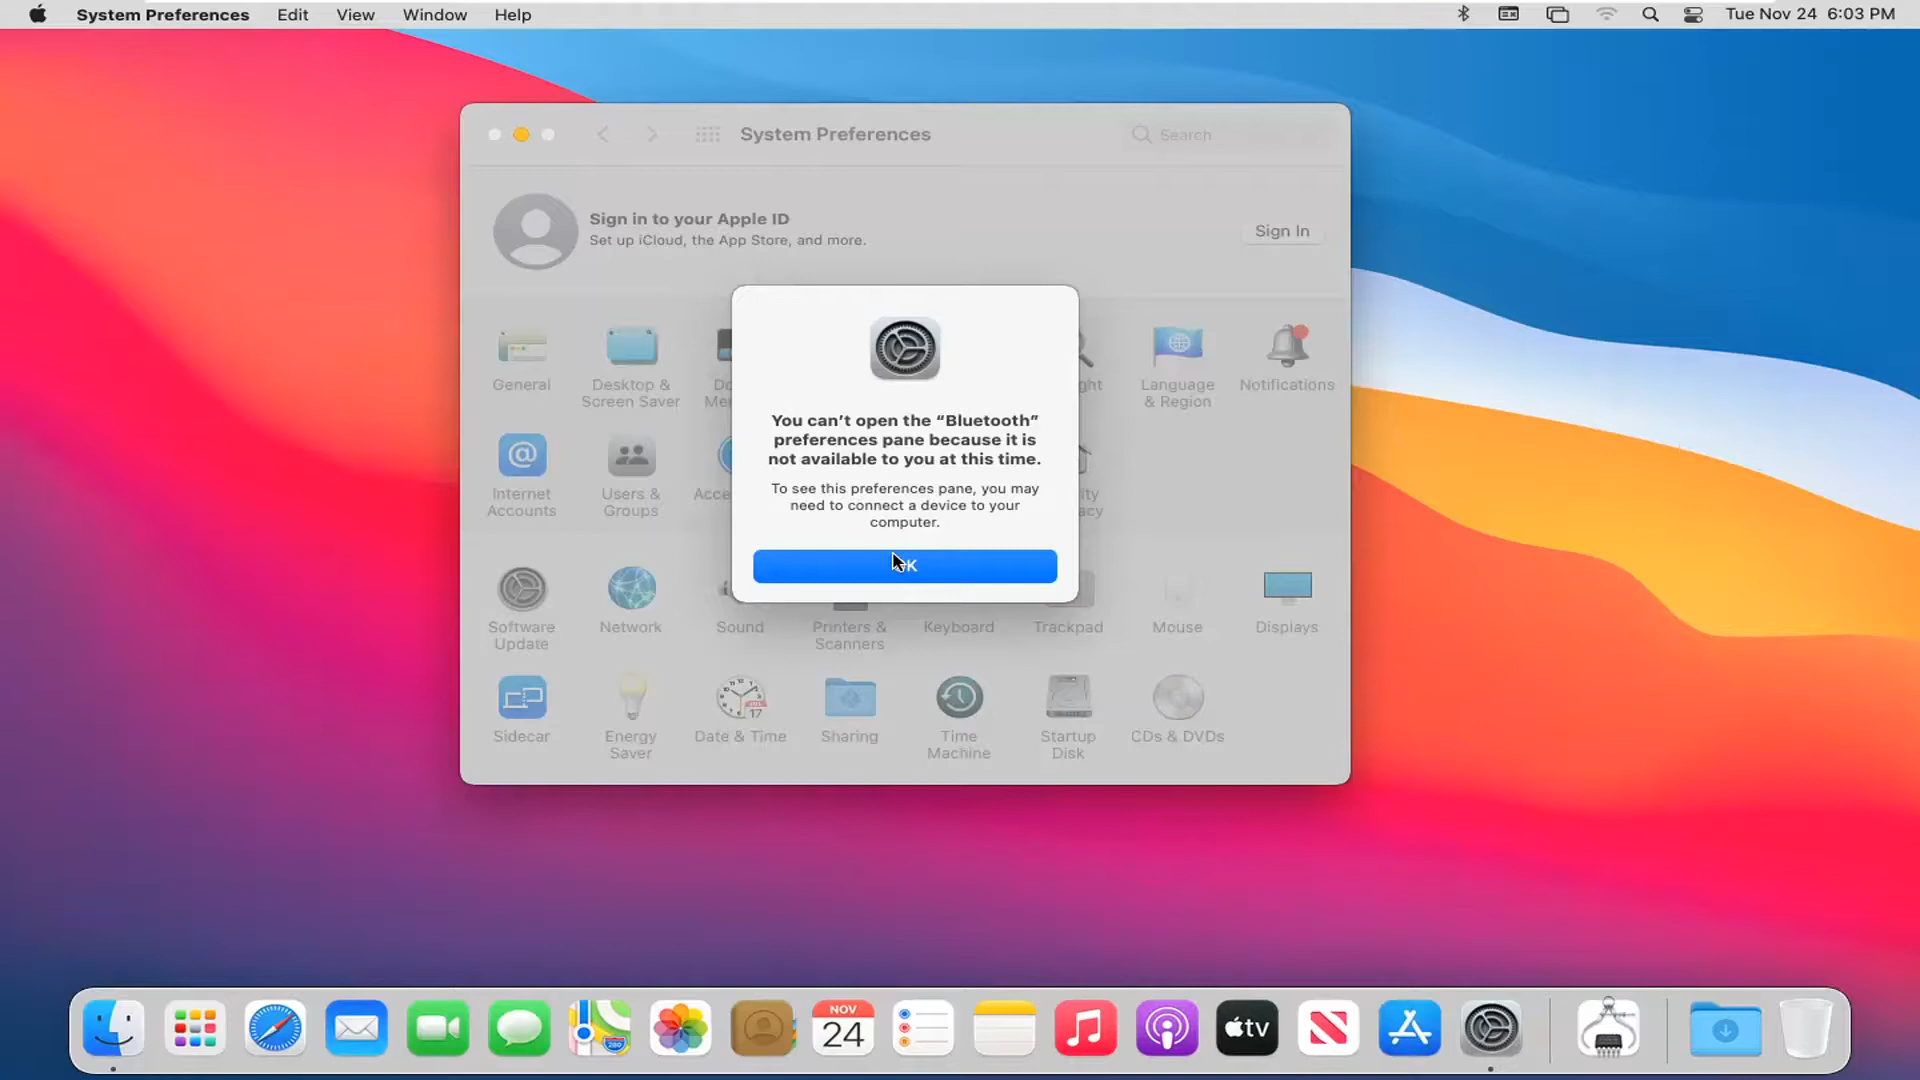 System Preferences Edit View Window Help Tue Nov 24 6:03 PM
System Preferences
Search
Sign in to your Apple ID
Set up iCloud, the App Store, and more.
Sign In
You can’t open the “Bluetooth”
preferences pane because it is
not available to you at this time.
To see this preferences pane, you may
need to connect a device to your
computer.
General
Desktop &
Screen Saver
Language
& Region
Notifications
@
Internet
Accounts
Users &
Groups
Software
Update
Network
Sound
Printers &
Scanners
Keyboard
Trackpad
Mouse
Displays
Sidecar
Energy
Saver
17
Date & Time
Sharing
Time
Machine
Startup
Disk
CDs & DVDs
280
NOV
24
tv